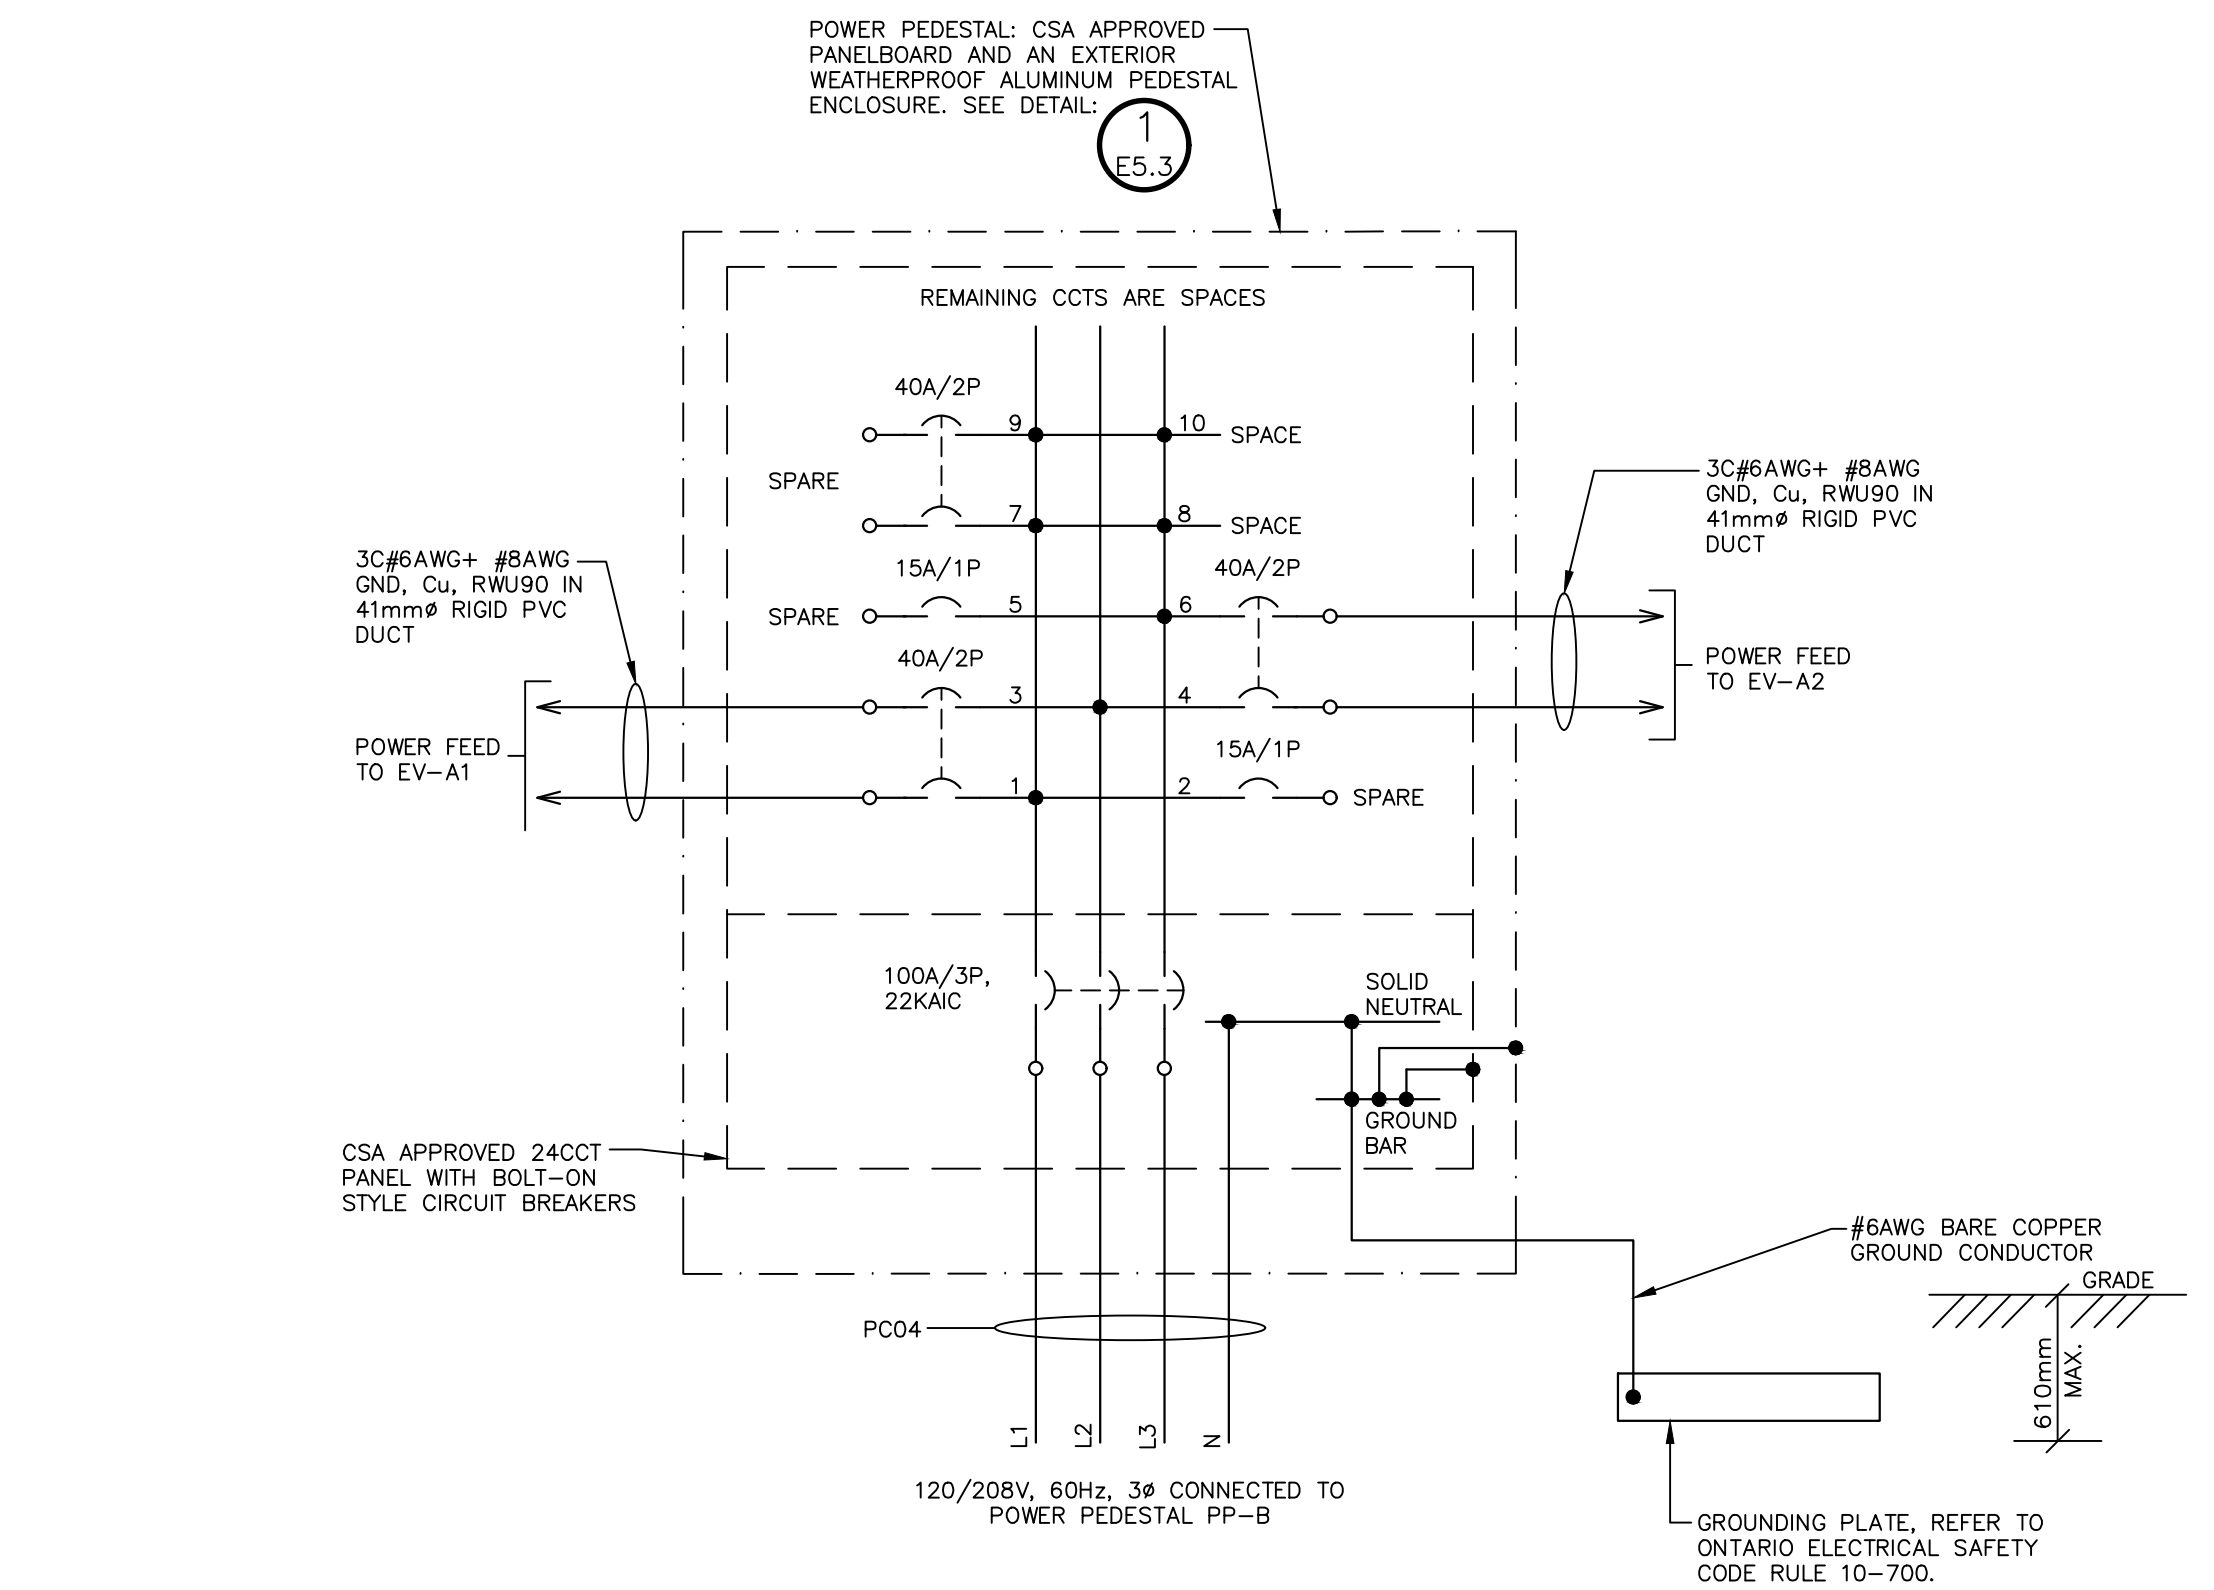 POWER PEDESTAL: CSA APPROVED
PANELBOARD AND AN EXTERIOR
WEATHERPROOF ALUMINUM PEDESTAL
ENCLOSURE. SEE DETAIL:
1
E5.3
REMAINING CCTS ARE SPACES
40A/2P
9
10
SPACE
SPARE
7
8
SPACE
15A/1P
40A/2P
SPARE
5
6
40A/2P
3
4
15A/1P
1
2
SPARE
3C#6AWG+ #8AWG
GND, Cu, RWU90 IN
41mmø RIGID PVC
DUCT
POWER FEED
TO EV-A1
3C#6AWG+ #8AWG
GND, Cu, RWU90 IN
41mmø RIGID PVC
DUCT
POWER FEED
TO EV-A2
100A/3P,
22KAIC
SOLID
NEUTRAL
GROUND
BAR
CSA APPROVED 24CCT
PANEL WITH BOLT-ON
STYLE CIRCUIT BREAKERS
#6AWG BARE COPPER
GROUND CONDUCTOR
GRADE
610mm
MAX.
PC04
L1
L2
L3
N
120/208V, 60Hz, 3ø CONNECTED TO
POWER PEDESTAL PP-B
GROUNDING PLATE, REFER TO
ONTARIO ELECTRICAL SAFETY
CODE RULE 10-700.